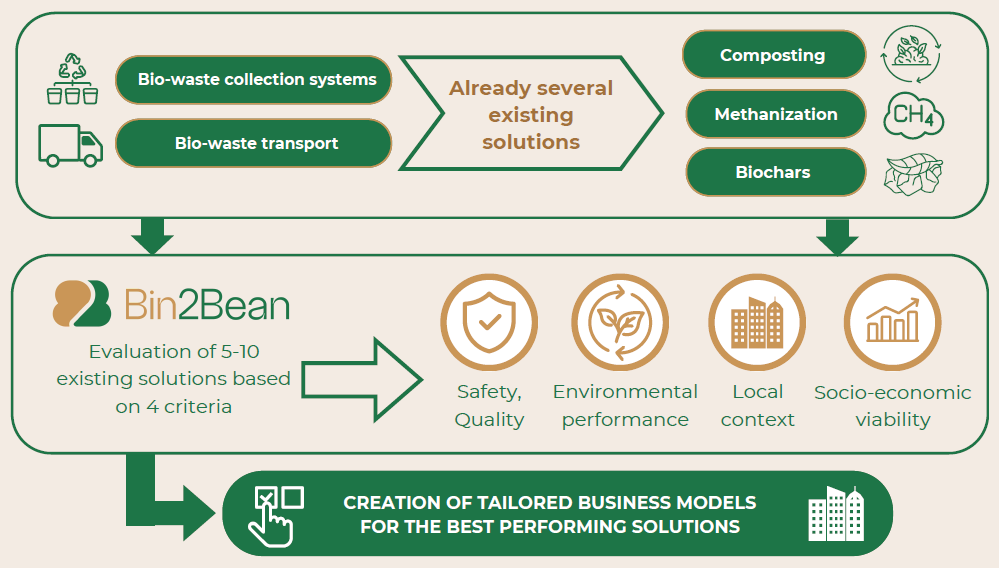 Bio-waste collection systems
Bio-waste transport
Already several
existing
solutions
Composting
Methanization
Biochars
CH4
Bin2Bean
Evaluation of 5-10
existing solutions based
on 4 criteria
Safety,
Quality
Environmental
performance
Local
context
Socio-economic
viability
CREATION OF TAILORED BUSINESS MODELS
FOR THE BEST PERFORMING SOLUTIONS